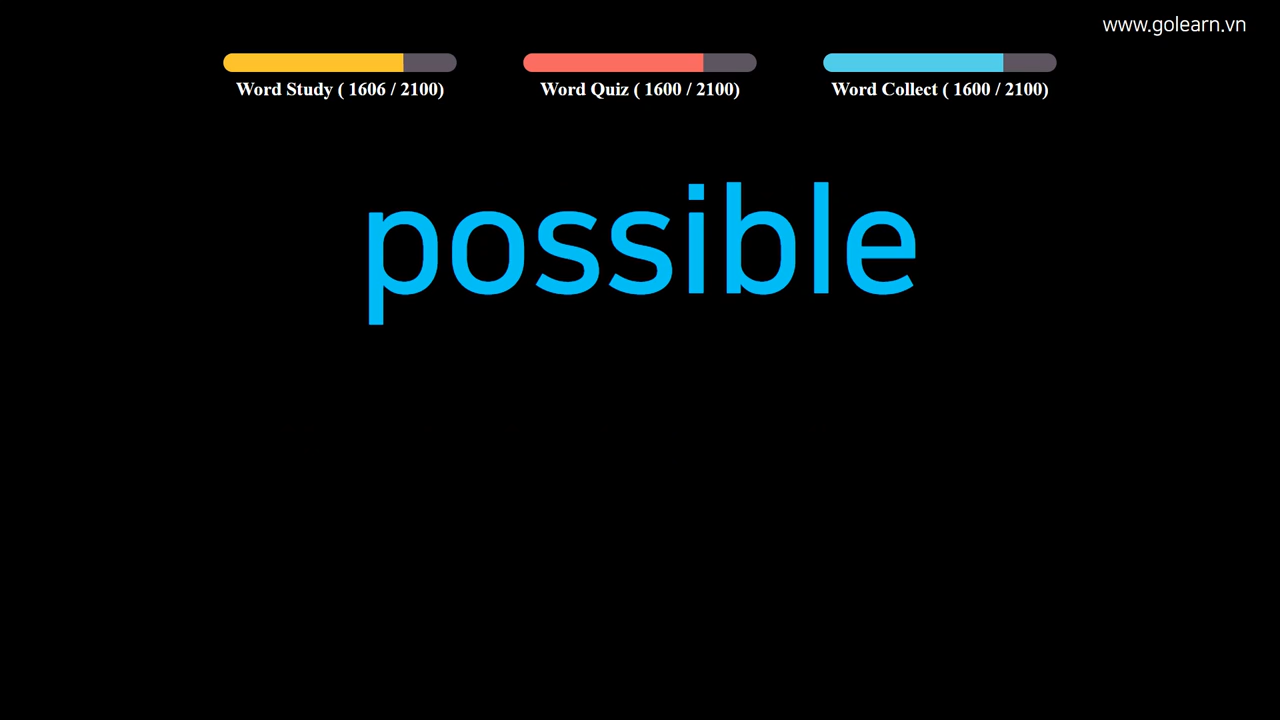 www.golearn.vn
Word Study ( 1606 / 2100)
Word Quiz ( 1600 / 2100)
Word Collect ( 1600 / 2100)
possible